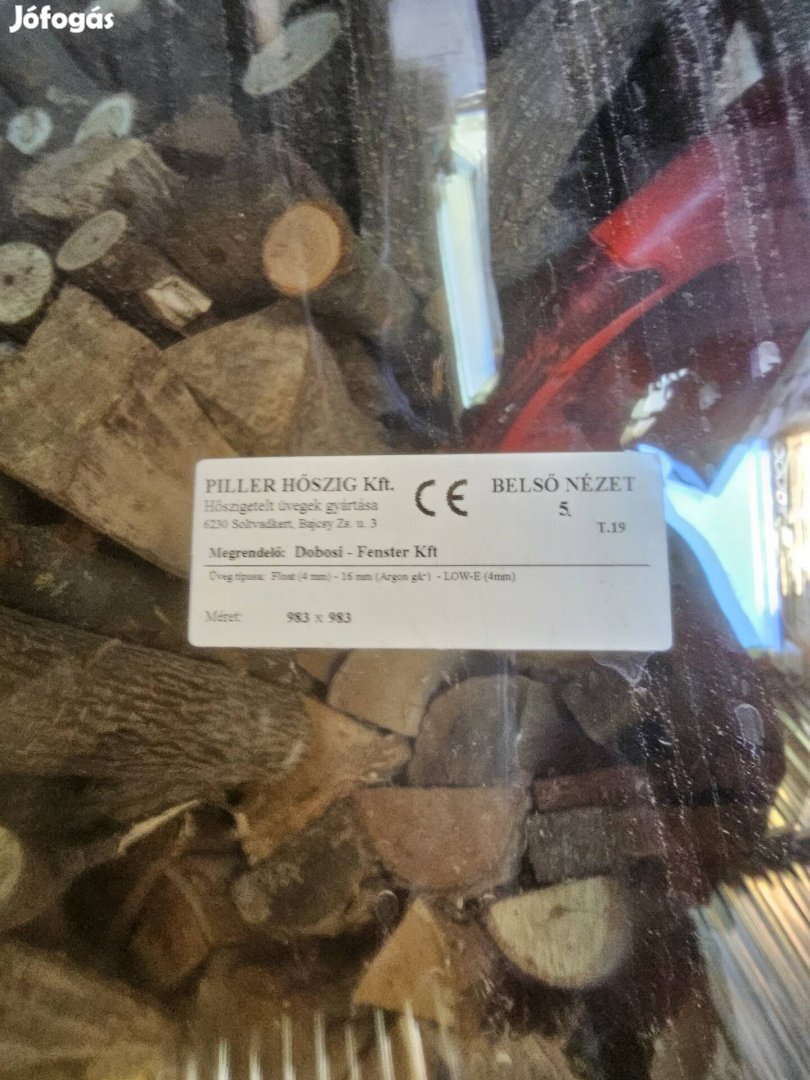 Jófogás
PILLER HŐSZIG Kft.
Hőszigetelt üvegek gyártása
6230 Soltvadkert, Bajcsy Zs. u. 3
CE
BELSŐ NÉZET
5.
T.19
Megrendelő: Dobosi - Fenster Kft
Üveg típusa: Float (4 mm) - 16 mm (Argon - LOW-E (4mm)
Méret: 983 x 983